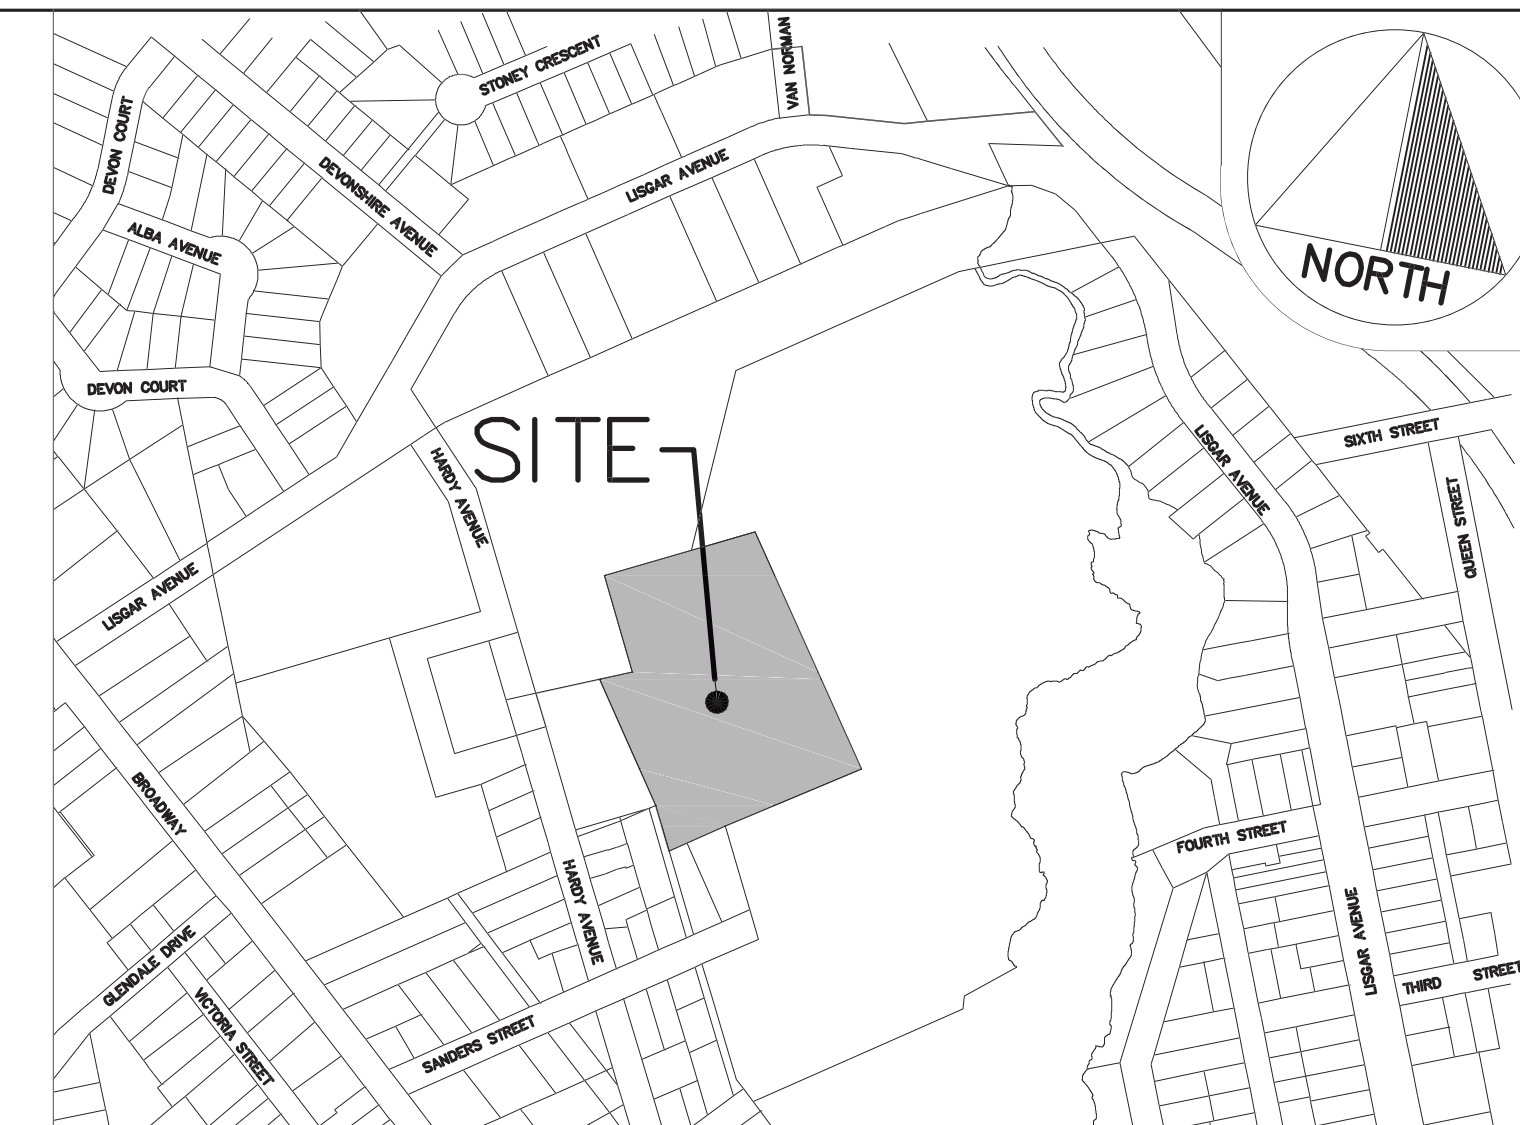 VAN NORMAN
STONEY CRESCENT
DEVON COURT
DEVONSHIRE AVENUE
LISGAR AVENUE
ALBA AVENUE
NORTH
DEVON COURT
SITE
SIXTH STREET
HARDY AVENUE
LISGAR AVENUE
QUEEN STREET
LISGAR AVENUE
BROADWAY
FOURTH STREET
HARDY AVENUE
LISGAR AVENUE
GLENDALE DRIVE
THIRD STREET
VICTORIA STREET
SANDERS STREET